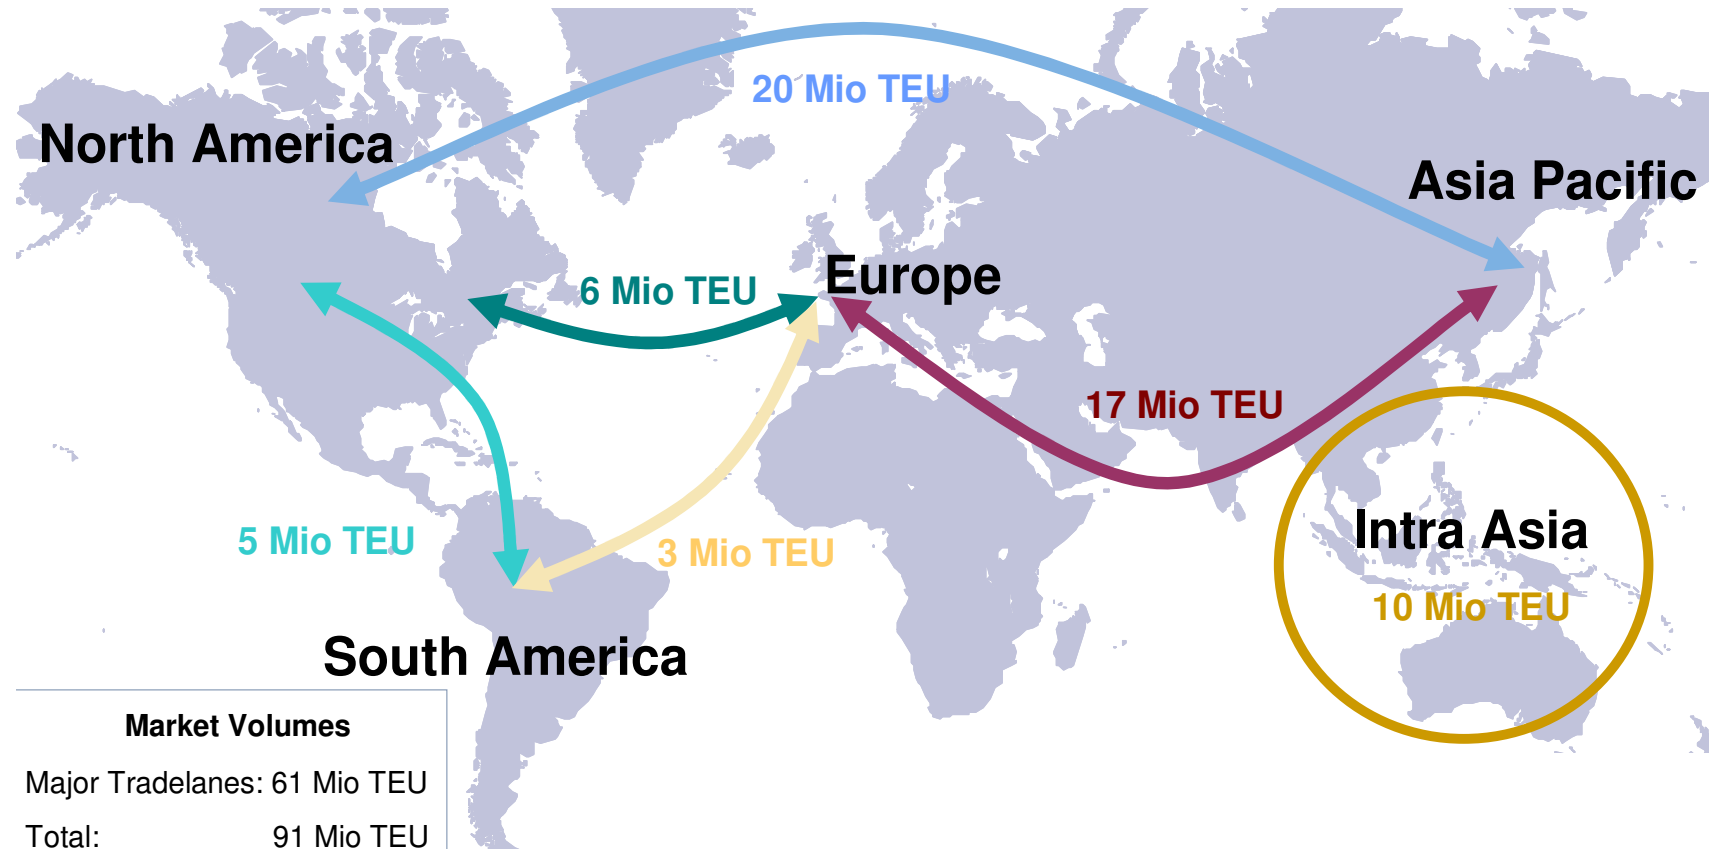 20 Mio TEU
North America
Asia Pacific
Europe
6 Mio TEU
17 Mio TEU
Intra Asia
5 Mio TEU
3 Mio TEU
10 Mio TEU
South America
Market Volumes
Major Tradelanes: 61 Mio TEU
Total: 91 Mio TEU